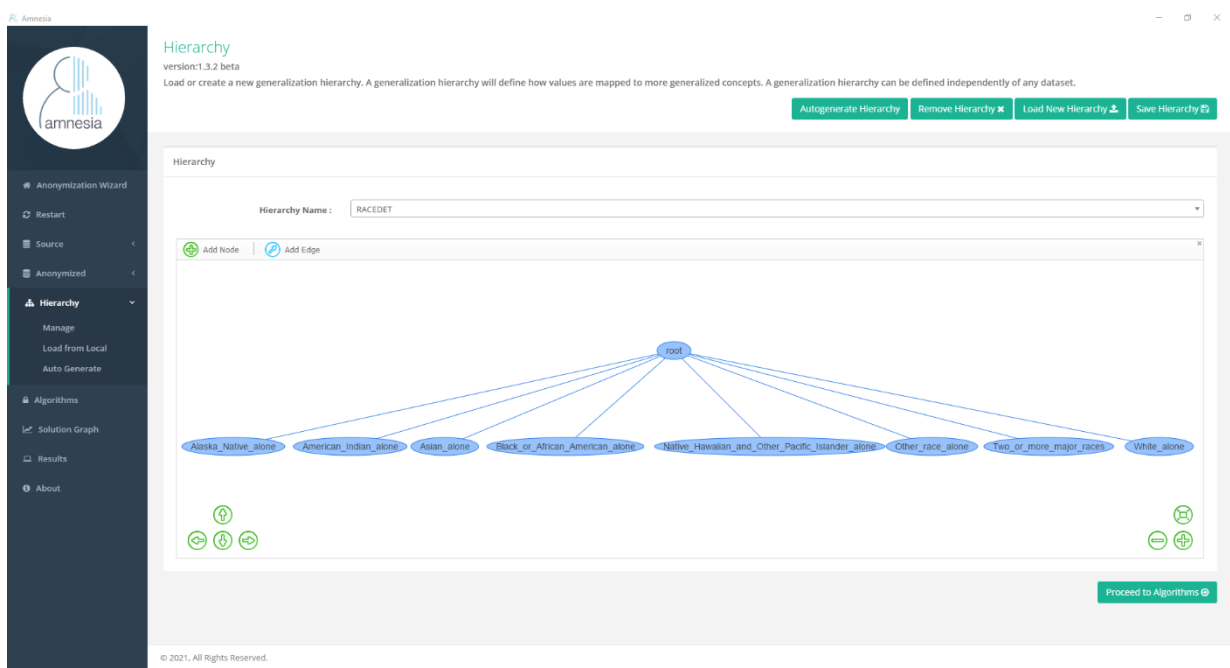 Amnesia
amnesia
Anonymization Wizard
Restart
Source
Anonymized
Hierarchy
Manage
Load from Local
Auto Generate
Algorithms
Solution Graph
Results
About
Hierarchy
version:1.3.2 beta
Load or create a new generalization hierarchy. A generalization hierarchy will define how values are mapped to more generalized concepts. A generalization hierarchy can be defined independently of any dataset.
Autogenerate Hierarchy Remove Hierarchy Load New Hierarchy Save Hierarchy
Hierarchy
Hierarchy Name : RACEDET
Add Node Add Edge
root
Alaska_Native_alone American_Indian_alone Asian_alone Black_or_African_American_alone Native_Hawaiian_and_Other_Pacific_Islander_alone Other_race_alone Two_or_more_major_races White_alone
Proceed to Algorithms
© 2021, All Rights Reserved.